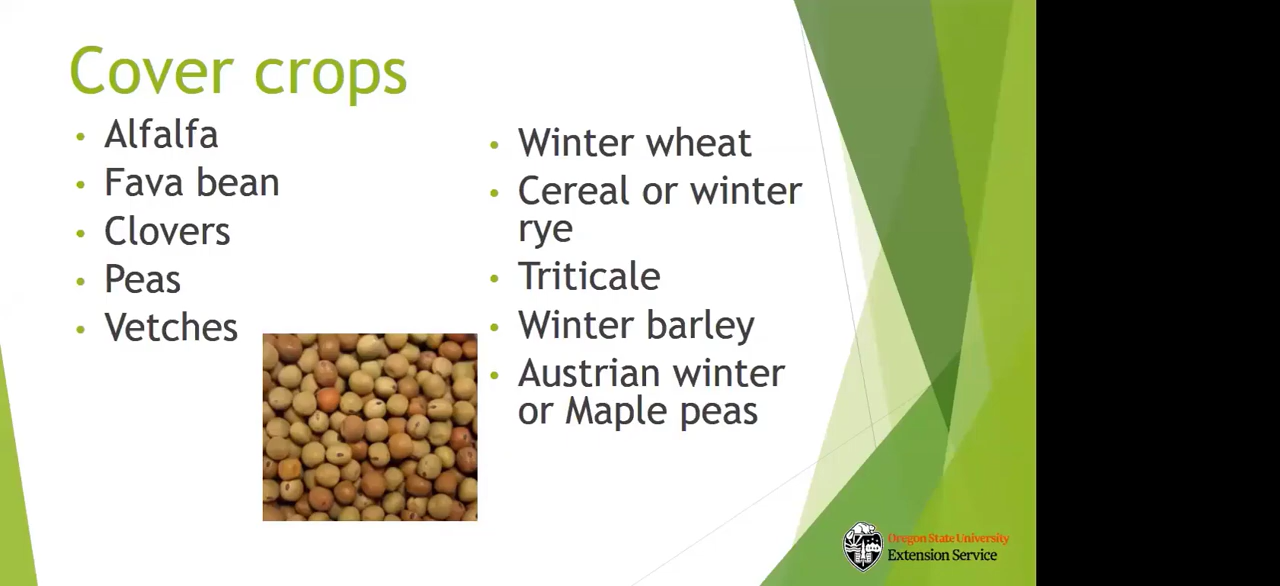 Cover crops
• Alfalfa
• Fava bean
• Clovers
• Peas
• Vetches
• Winter wheat
• Cereal or winter
rye
• Triticale
• Winter barley
• Austrian winter
or Maple peas
Oregon State University
Extension Service